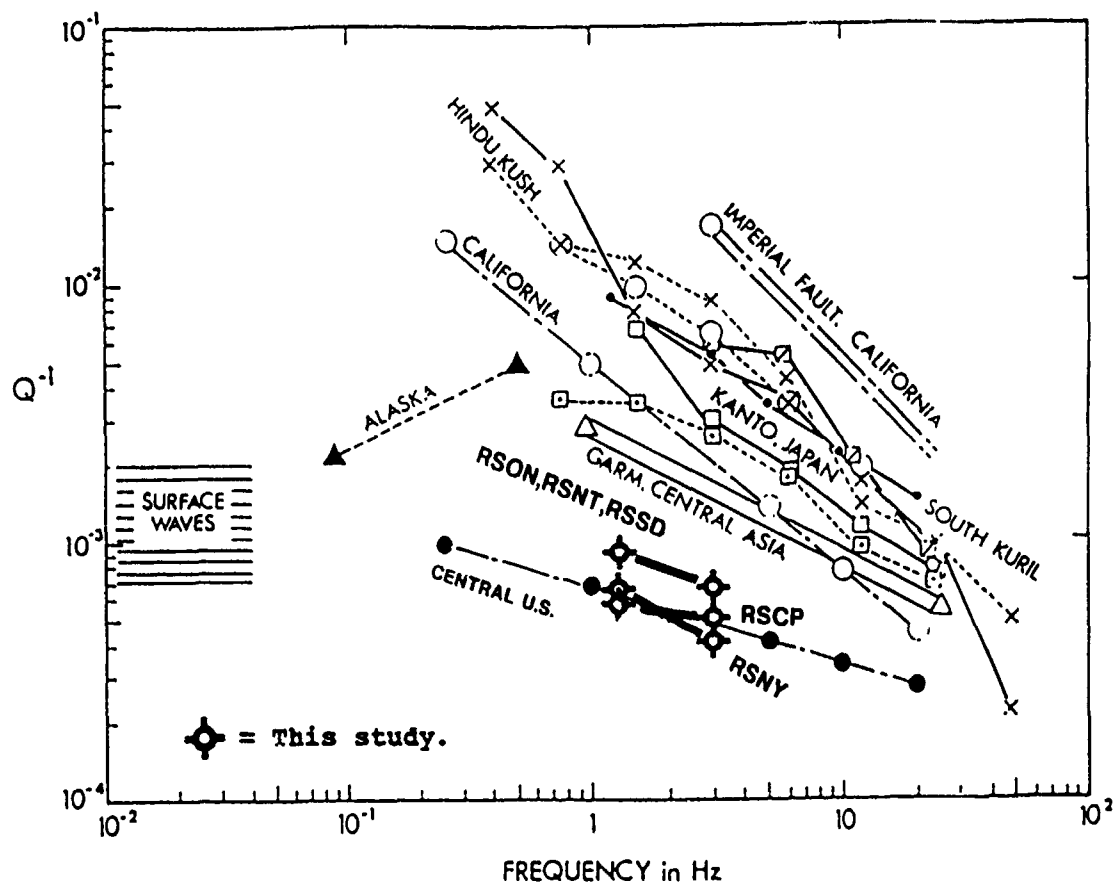 10⁻¹
10⁻²
10⁻³
10⁻⁴
Q⁻¹
HINDU KUSH
CALIFORNIA
IMPERIAL FAULT. CALIFORNIA
ALASKA
KANTO JAPAN
GARM. CENTRAL ASIA
SOUTH KURIL
RSON,RSNT,RSSD
SURFACE
WAVES
CENTRAL U.S.
RSCP
RSNY
= This study.
10⁻²
10⁻¹
1
10
10²
FREQUENCY in Hz